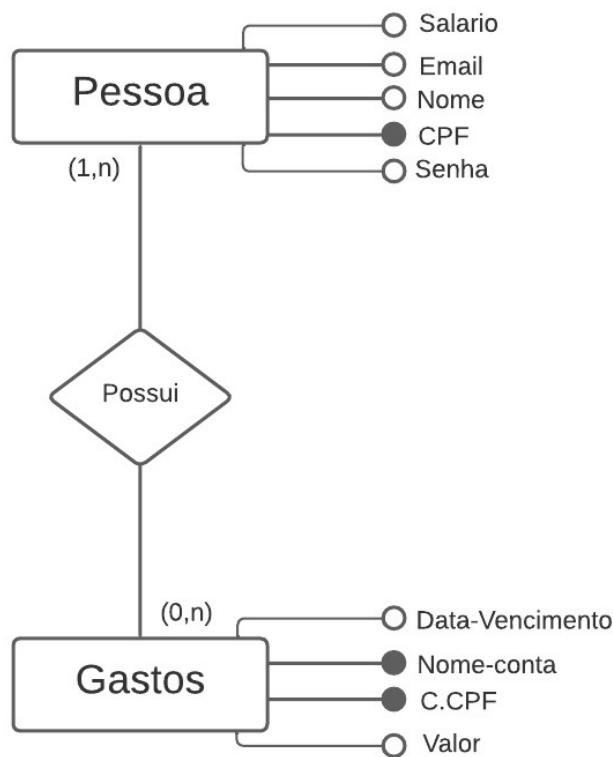 Salario
Pessoa
Email
Nome
CPF
(1,n)
Senha
Possui
(0,n)
Data-Vencimento
Nome-conta
Gastos
C.CPF
Valor